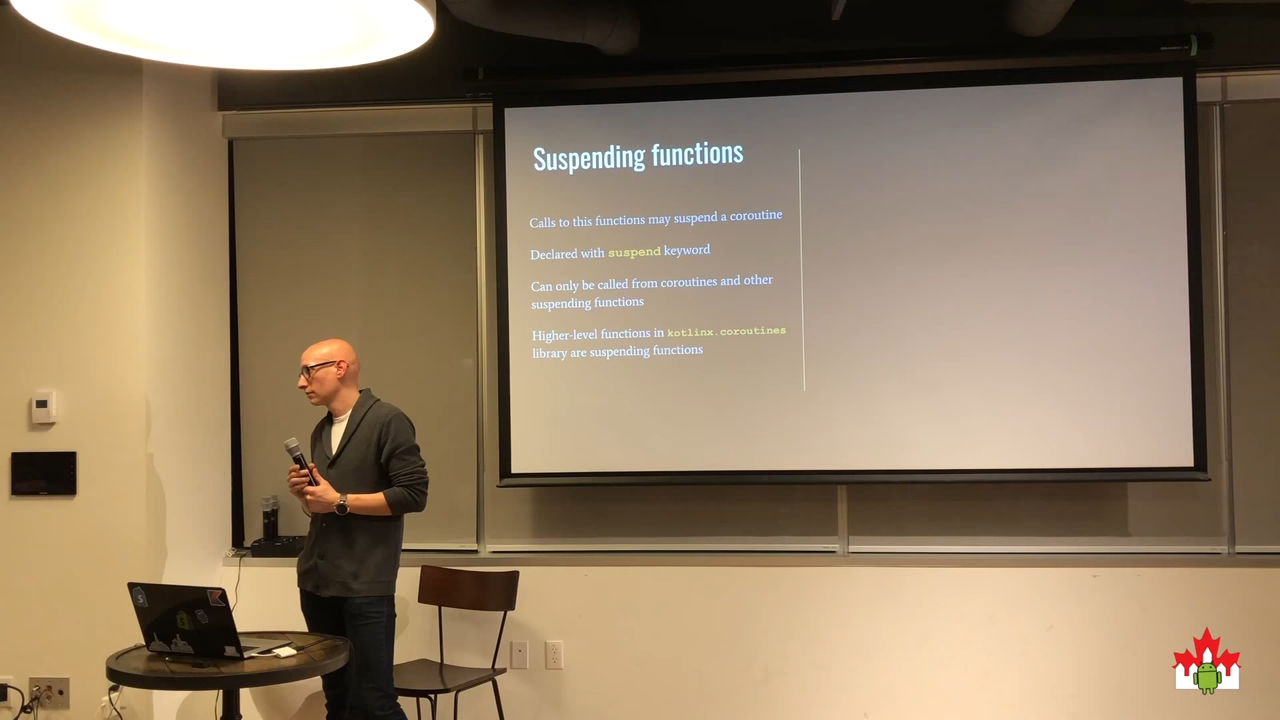 Suspending functions
Calls to this functions may suspend a coroutine
Declared with suspend keyword
Can only be called from coroutines and other
suspending functions
Higher-level functions in kotlinx.coroutines
library are suspending functions